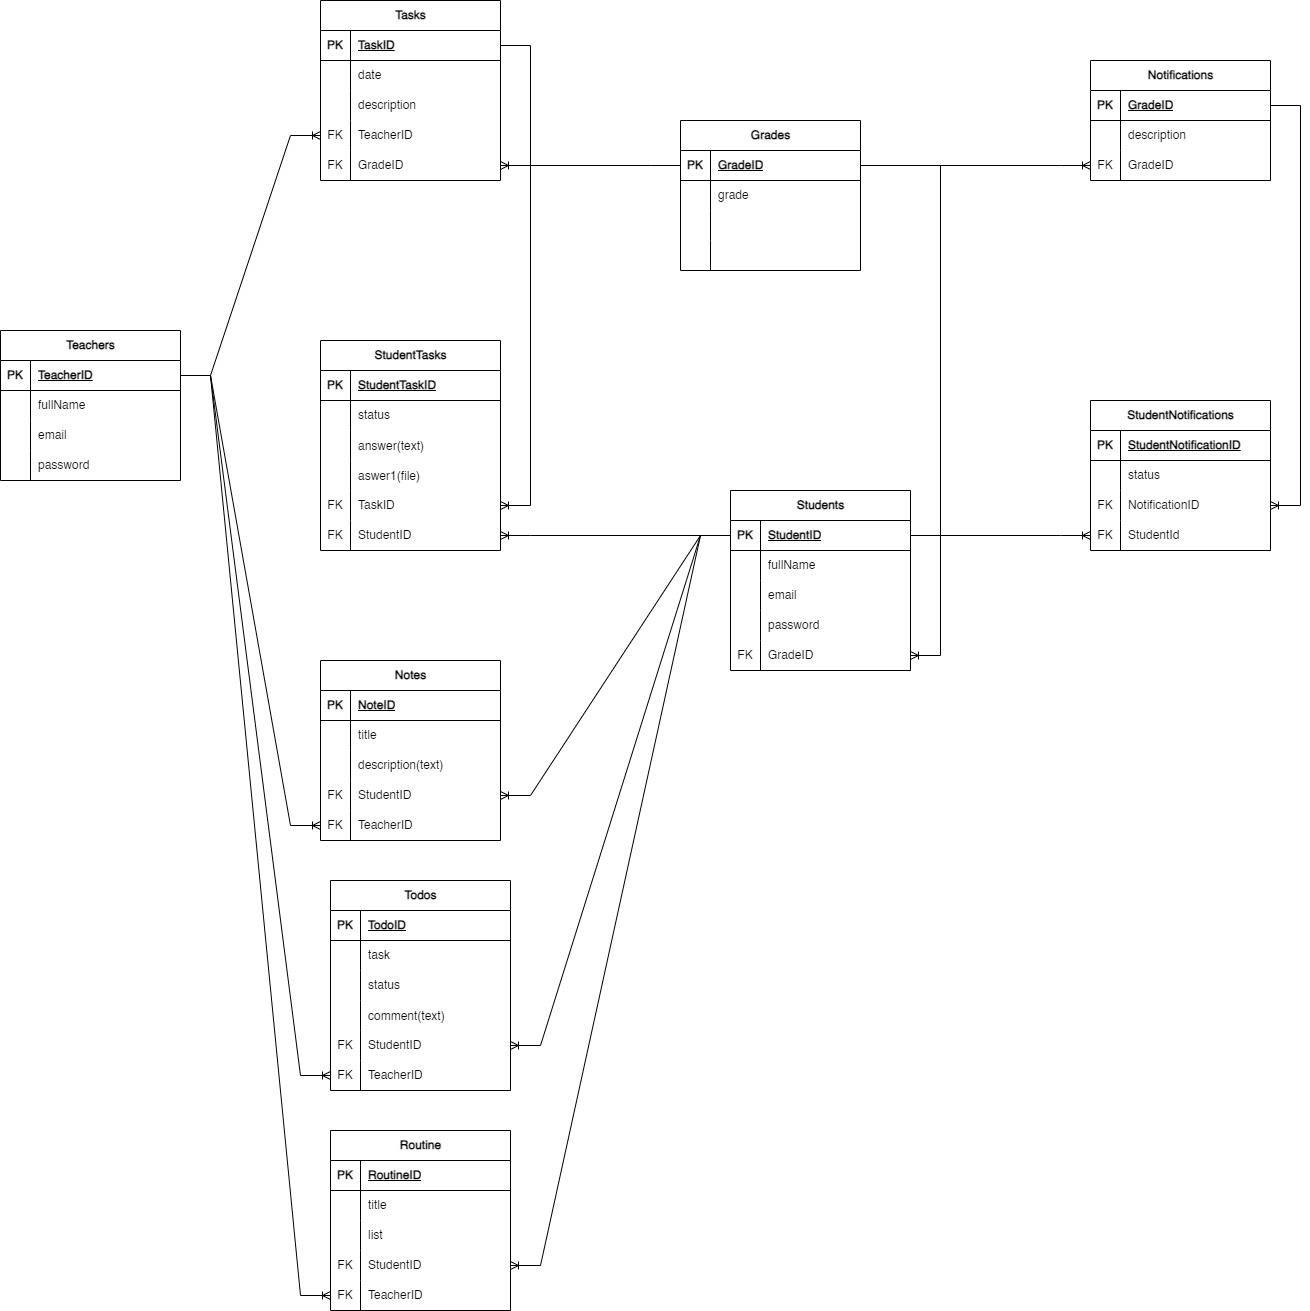 Tasks
PK TaskID
date
description
FK TeacherID
FK GradeID
Notifications
PK GradeID
description
FK GradeID
Grades
PK GradeID
grade
Teachers
PK TeacherID
fullName
email
password
StudentTasks
PK StudentTaskID
status
answer(text)
aswer1(file)
FK TaskID
FK StudentID
StudentNotifications
PK StudentNotificationID
status
FK NotificationID
FK StudentId
Students
PK StudentID
fullName
email
password
FK GradeID
Notes
PK NoteID
title
description(text)
FK StudentID
FK TeacherID
Todos
PK TodoID
task
status
comment(text)
FK StudentID
FK TeacherID
Routine
PK RoutineID
title
list
FK StudentID
FK TeacherID